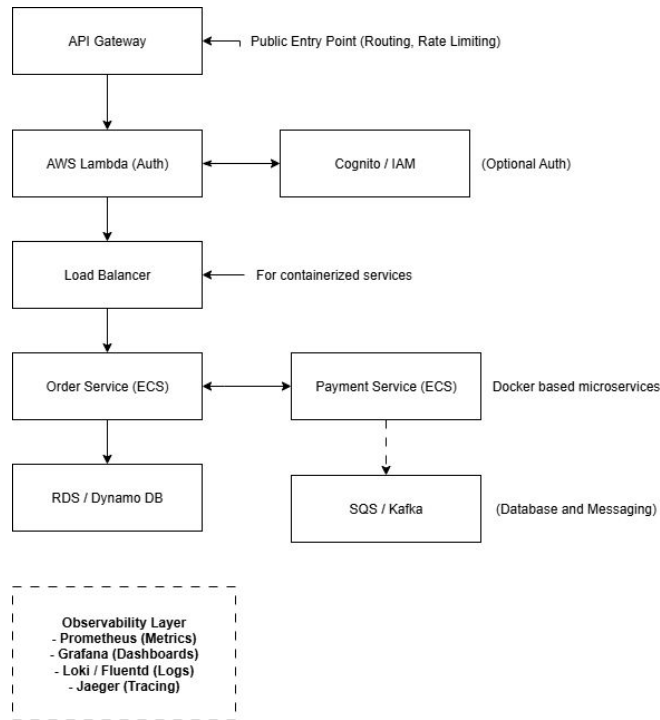 API Gateway
Public Entry Point (Routing, Rate Limiting)
AWS Lambda (Auth)
Cognito / IAM
(Optional Auth)
Load Balancer
For containerized services
Order Service (ECS)
Payment Service (ECS)
Docker based microservices
RDS / Dynamo DB
SQS / Kafka
(Database and Messaging)
Observability Layer
- Prometheus (Metrics)
- Grafana (Dashboards)
- Loki / Fluentd (Logs)
- Jaeger (Tracing)